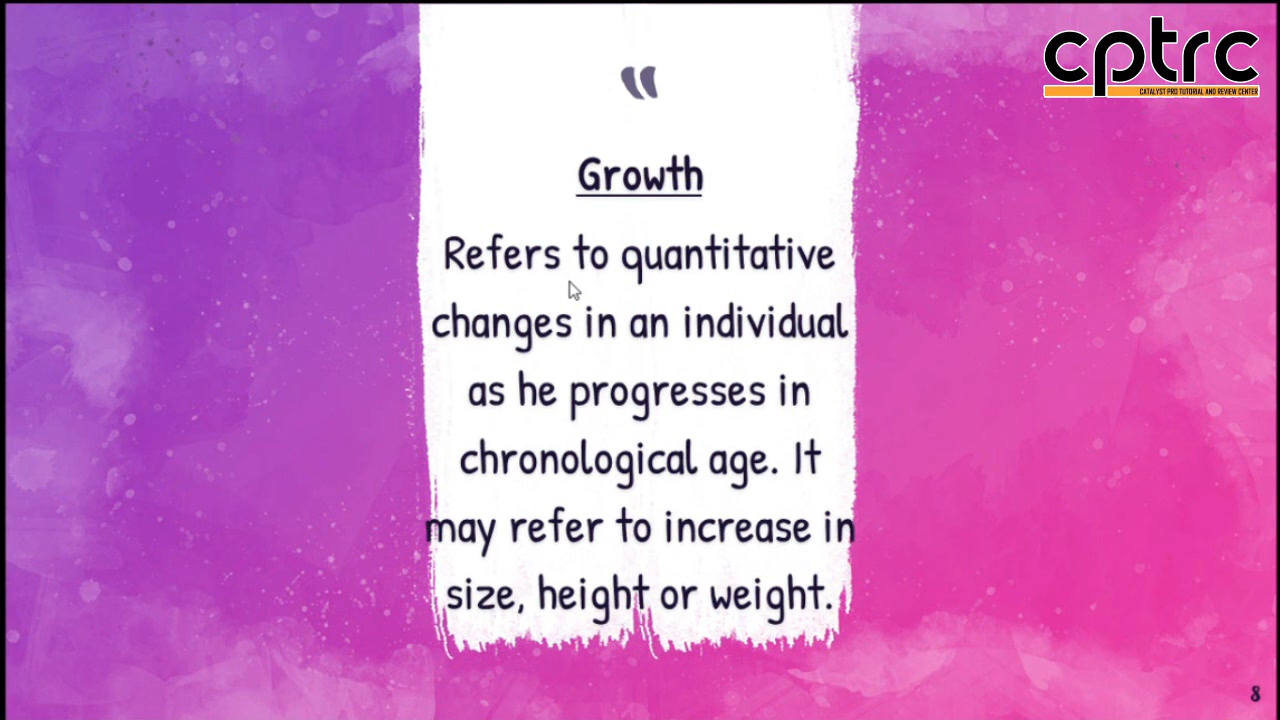 cptrc
CATALYST PRO TUTORIAL AND REVIEW CENTER
“
Growth
Refers to quantitative
changes in an individual
as he progresses in
chronological age. It
may refer to increase in
size, height or weight.
8